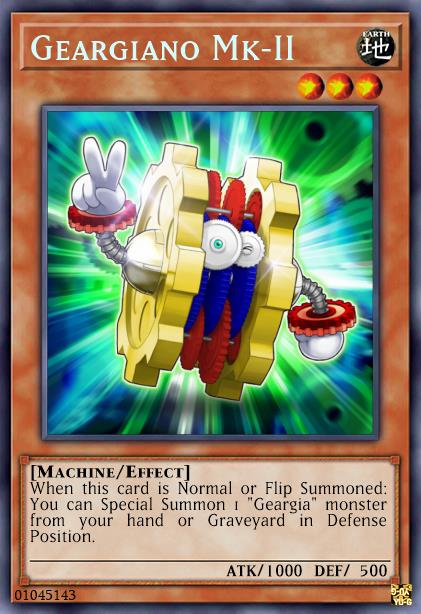 Geargiano Mk-II
EARTH
地
[Machine/Effect]
When this card is Normal or Flip Summoned:
You can Special Summon 1 "Geargia" monster
from your hand or Graveyard in Defense
Position.
ATK/1000 DEF/ 500
01045143